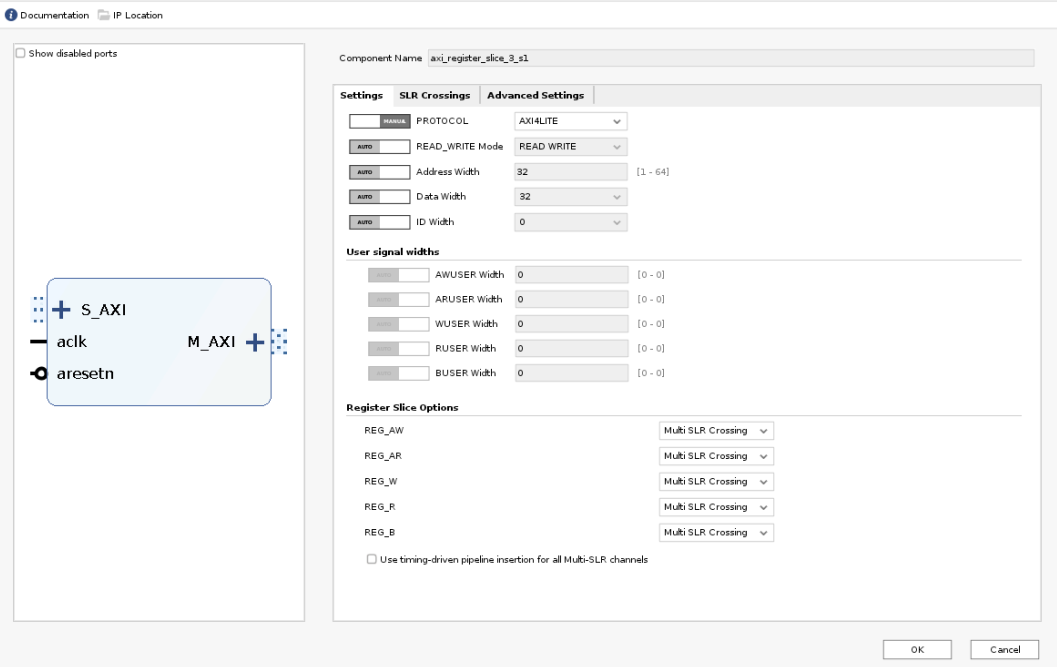 Documentation IP Location
Show disabled ports
S_AXI
aclk
M_AXI
aresetn
Component Name axi_register_slice_3_s1
Settings SLR Crossings Advanced Settings
MANUA PROTOCOL AXI4LITE
AUTO READ_WRITE Mode READ WRITE
AUTO Address Width 32 [1 - 64]
AUTO Data Width 32
AUTO ID Width 0
User signal widths
AUTO AWUSER Width 0 [0 - 0]
AUTO ARUSER Width 0 [0 - 0]
AUTO WUSER Width 0 [0 - 0]
AUTO RUSER Width 0 [0 - 0]
AUTO BUSER Width 0 [0 - 0]
Register Slice Options
REG_AW Multi SLR Crossing
REG_AR Multi SLR Crossing
REG_W Multi SLR Crossing
REG_R Multi SLR Crossing
REG_B Multi SLR Crossing
Use timing-driven pipeline insertion for all Multi-SLR channels
OK Cancel